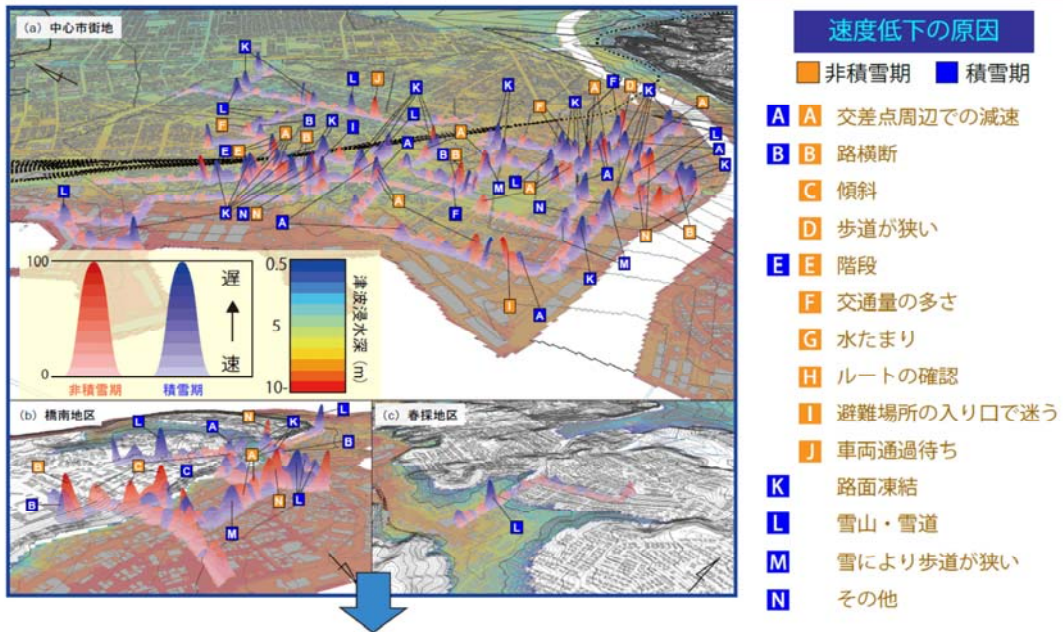 (a) 中心市街地
K
L
J
K
K
F
A
D
K
A
F
K
L
F
B
K
I
A
B
L
A
A
B
B
E
E
L
K
N
N
A
A
F
M
L
A
N
A
L
A
K
N
B
M
K
I
A
100
0
遅
速
非積雪期
積雪期
0.5
5
10-
津波浸水深（m）
(b) 橋南地区
L
A
N
K
L
B
B
C
C
A
B
M
N
L
(c) 春採地区
L
速度低下の原因
非積雪期 積雪期
A A 交差点周辺での減速
B B 路横断
C 傾斜
D 歩道が狭い
E E 階段
F 交通量の多さ
G 水たまり
H ルートの確認
I 避難場所の入り口で迷う
J 車両通過待ち
K 路面凍結
L 雪山・雪道
M 雪により歩道が狭い
N その他